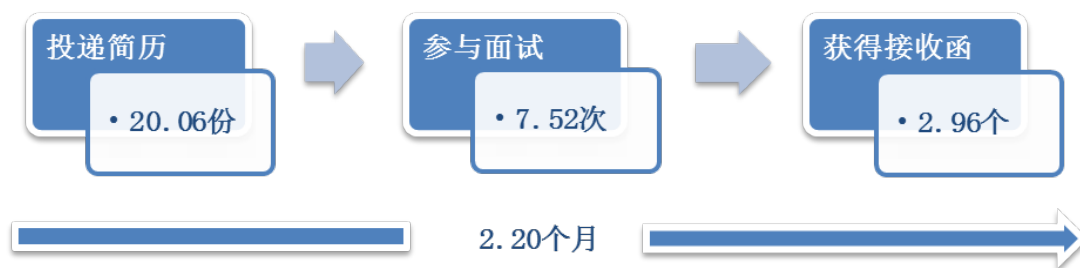 投递简历
• 20.06份
参与面试
• 7.52次
获得接收函
• 2.96个
2.20个月